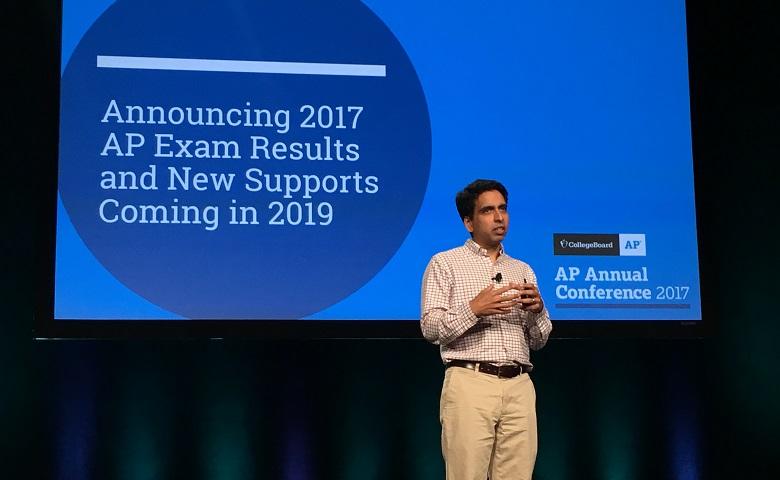 Announcing 2017
AP Exam Results
and New Supports
Coming in 2019
CollegeBoard AP®
AP Annual
Conference 2017